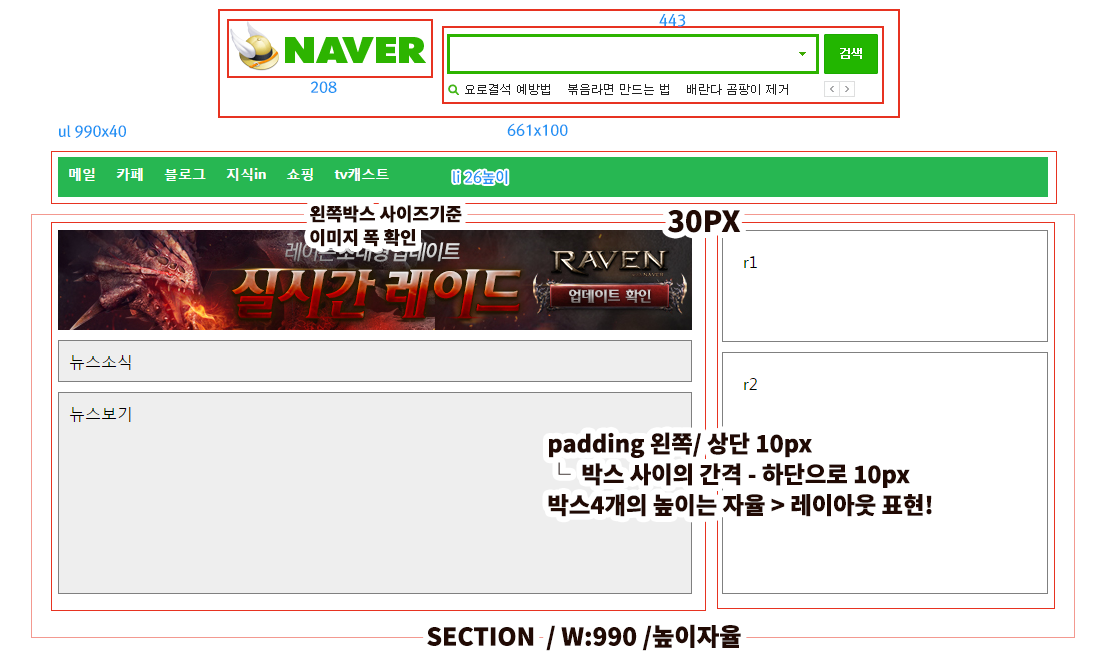 443
NAVER
검색
208
요로결석 예방법 볶음라면 만드는 법 배란다 곰팡이 제거
ul 990x40
661x100
메일 카페 블로그 지식in 쇼핑 tv캐스트
li 26높이
왼쪽박스 사이즈기준
이미지 폭 확인
30PX
레이븐 초대형 업데이트
실시간 레이드
RAVEN
NAVER
업데이트 확인
r1
뉴스소식
r2
뉴스보기
padding 왼쪽/ 상단 10px
└ 박스 사이의 간격 - 하단으로 10px
박스4개의 높이는 자율 > 레이아웃 표현!
SECTION / W:990 /높이자율